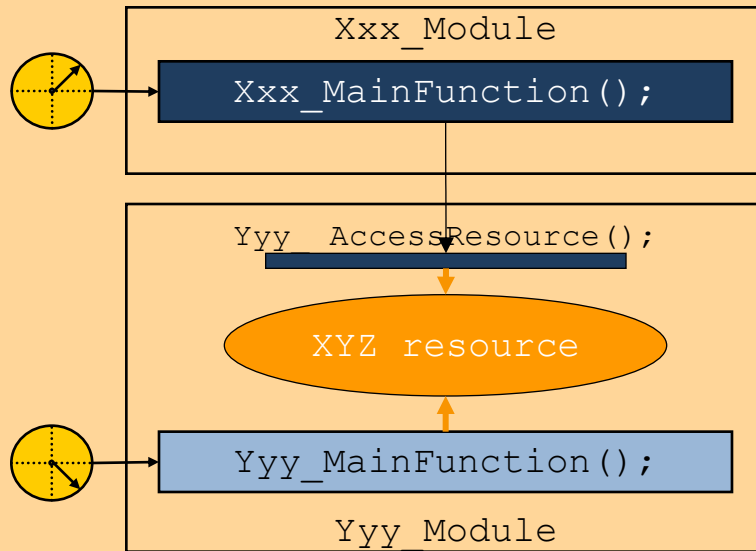 Xxx_Module
Xxx_MainFunction();
Yyy_ AccessResource();
XYZ resource
Yyy_MainFunction();
Yyy_Module